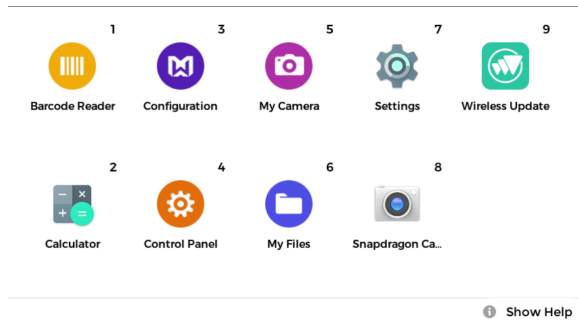 1 3 5 7 9
Barcode Reader Configuration My Camera Settings Wireless Update
2 4 6 8
Calculator Control Panel My Files Snapdragon Ca...
Show Help